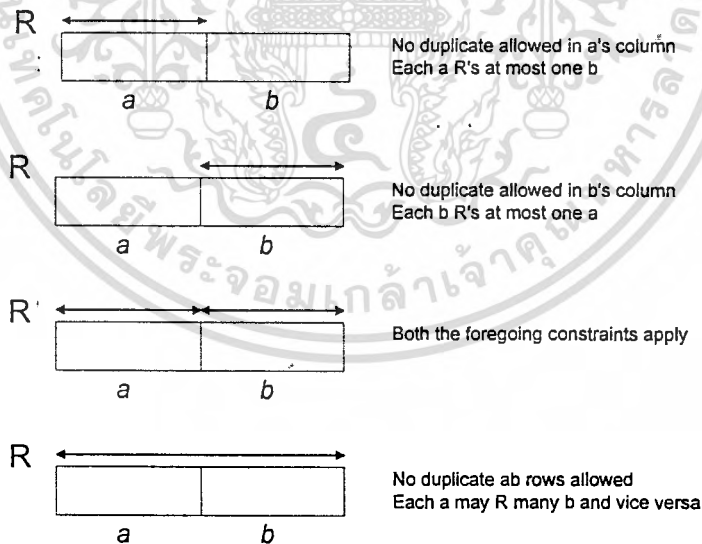 R
No duplicate allowed in a's column
Each a R's at most one b
a b
R
No duplicate allowed in b's column
Each b R's at most one a
a b
R
Both the foregoing constraints apply
a b
R
No duplicate ab rows allowed
Each a may R many b and vice versa
a b